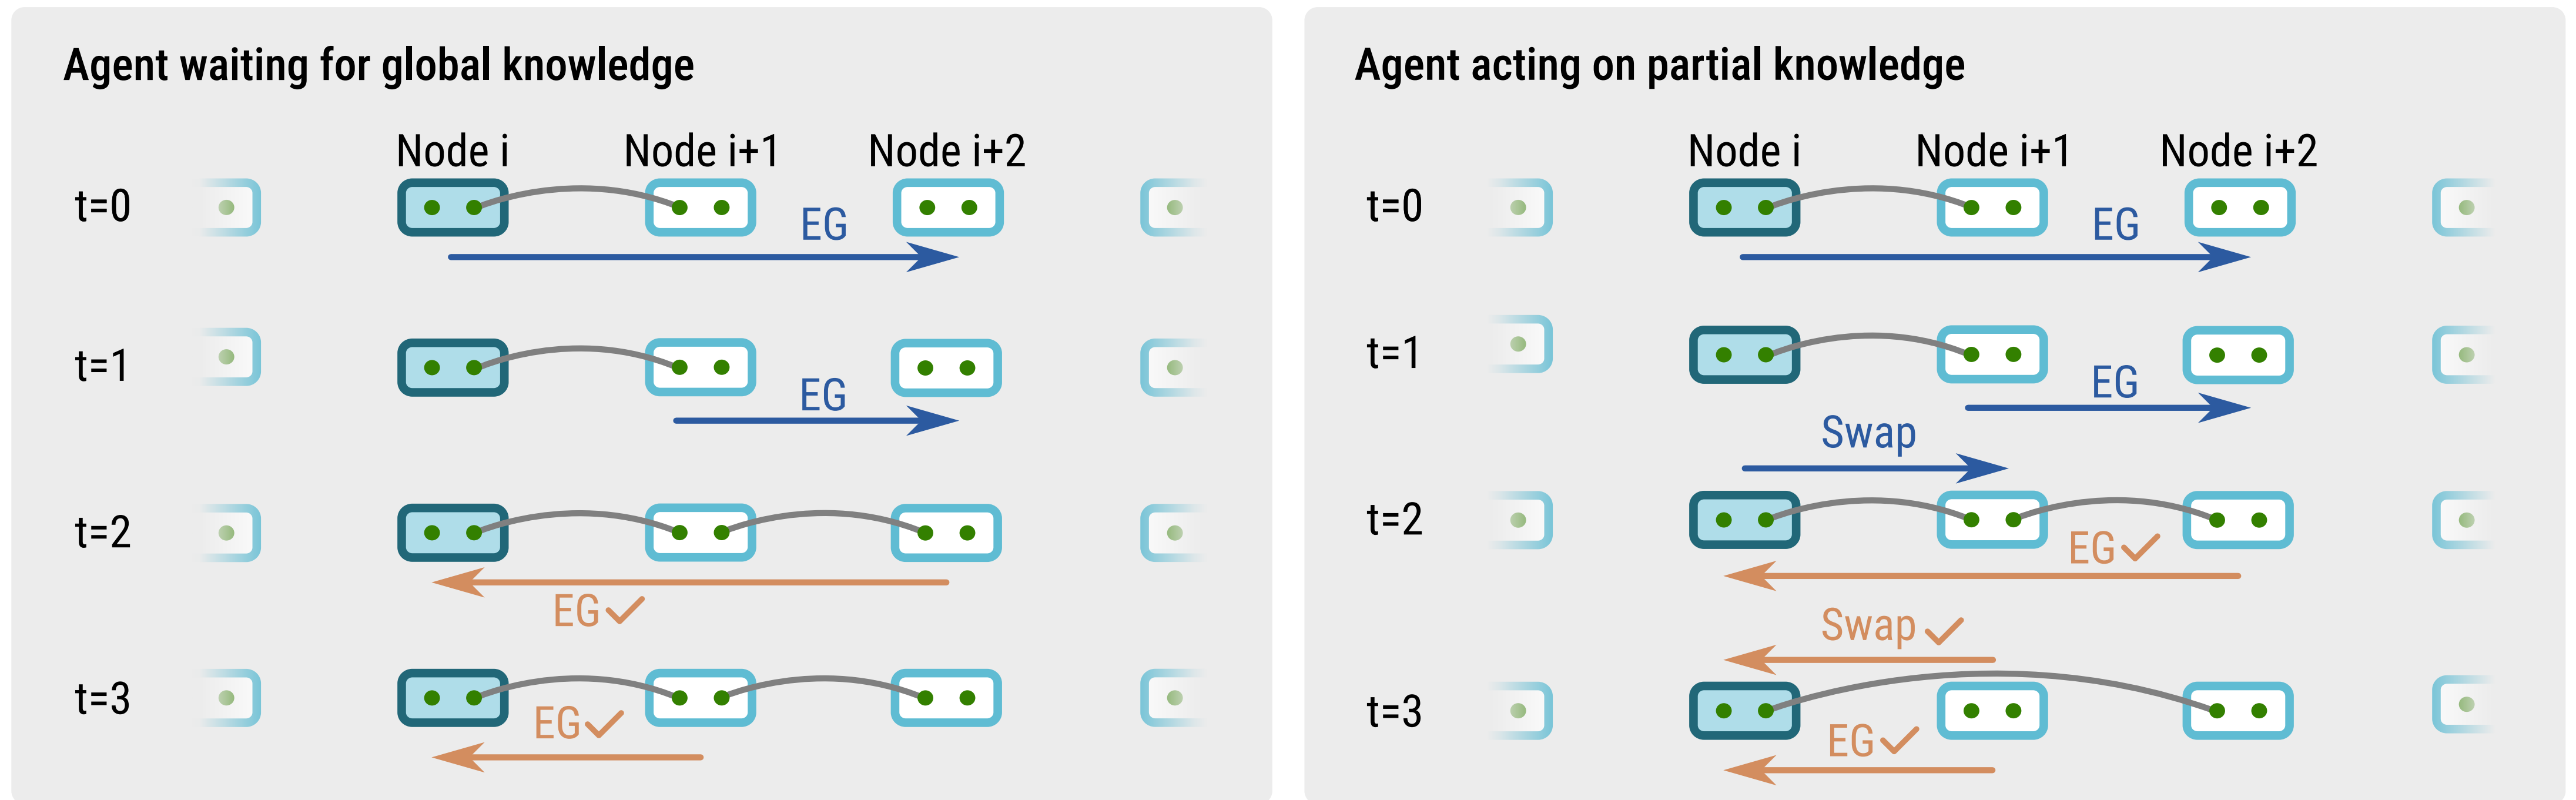 Agent waiting for global knowledge
Node i Node i+1 Node i+2
t=0
EG
t=1
EG
t=2
EG✓
t=3
EG✓
Agent acting on partial knowledge
Node i Node i+1 Node i+2
t=0
EG
t=1
EG
Swap
t=2
EG✓
Swap✓
t=3
EG✓